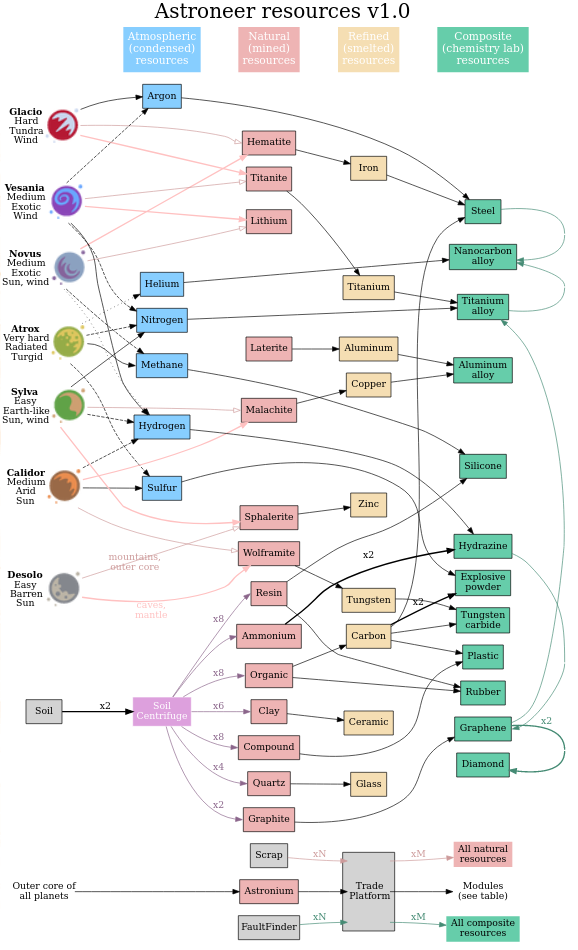 Astroneer resources v1.0
Atmospheric
(condensed)
resources
Natural
(mined)
resources
Refined
(smelted)
resources
Composite
(chemistry lab)
resources
Glacio
Hard
Tundra
Wind
Vesania
Medium
Exotic
Wind
Novus
Medium
Exotic
Sun, wind
Atrox
Very hard
Radiated
Turgid
Sylva
Easy
Earth-like
Sun, wind
Calidor
Medium
Arid
Sun
Desolo
Easy
Barren
Sun
Argon
Helium
Nitrogen
Methane
Hydrogen
Sulfur
Hematite
Titanite
Lithium
Laterite
Malachite
Sphalerite
Wolframite
Resin
Ammonium
Organic
Clay
Compound
Quartz
Graphite
Iron
Titanium
Aluminum
Copper
Zinc
Tungsten
Carbon
Ceramic
Glass
Steel
Nanocarbon
alloy
Titanium
alloy
Aluminum
alloy
Silicone
Hydrazine
Explosive
powder
Tungsten
carbide
Plastic
Rubber
Graphene
Diamond
mountains,
outer core
caves,
mantle
x2
x2
x2
Soil
x2
Soil
Centrifuge
x8
x8
x6
x8
x4
x2
Scrap
xN
Trade
Platform
xM
All natural
resources
Outer core of
all planets
Astronium
Modules
(see table)
FaultFinder
xN
xM
All composite
resources